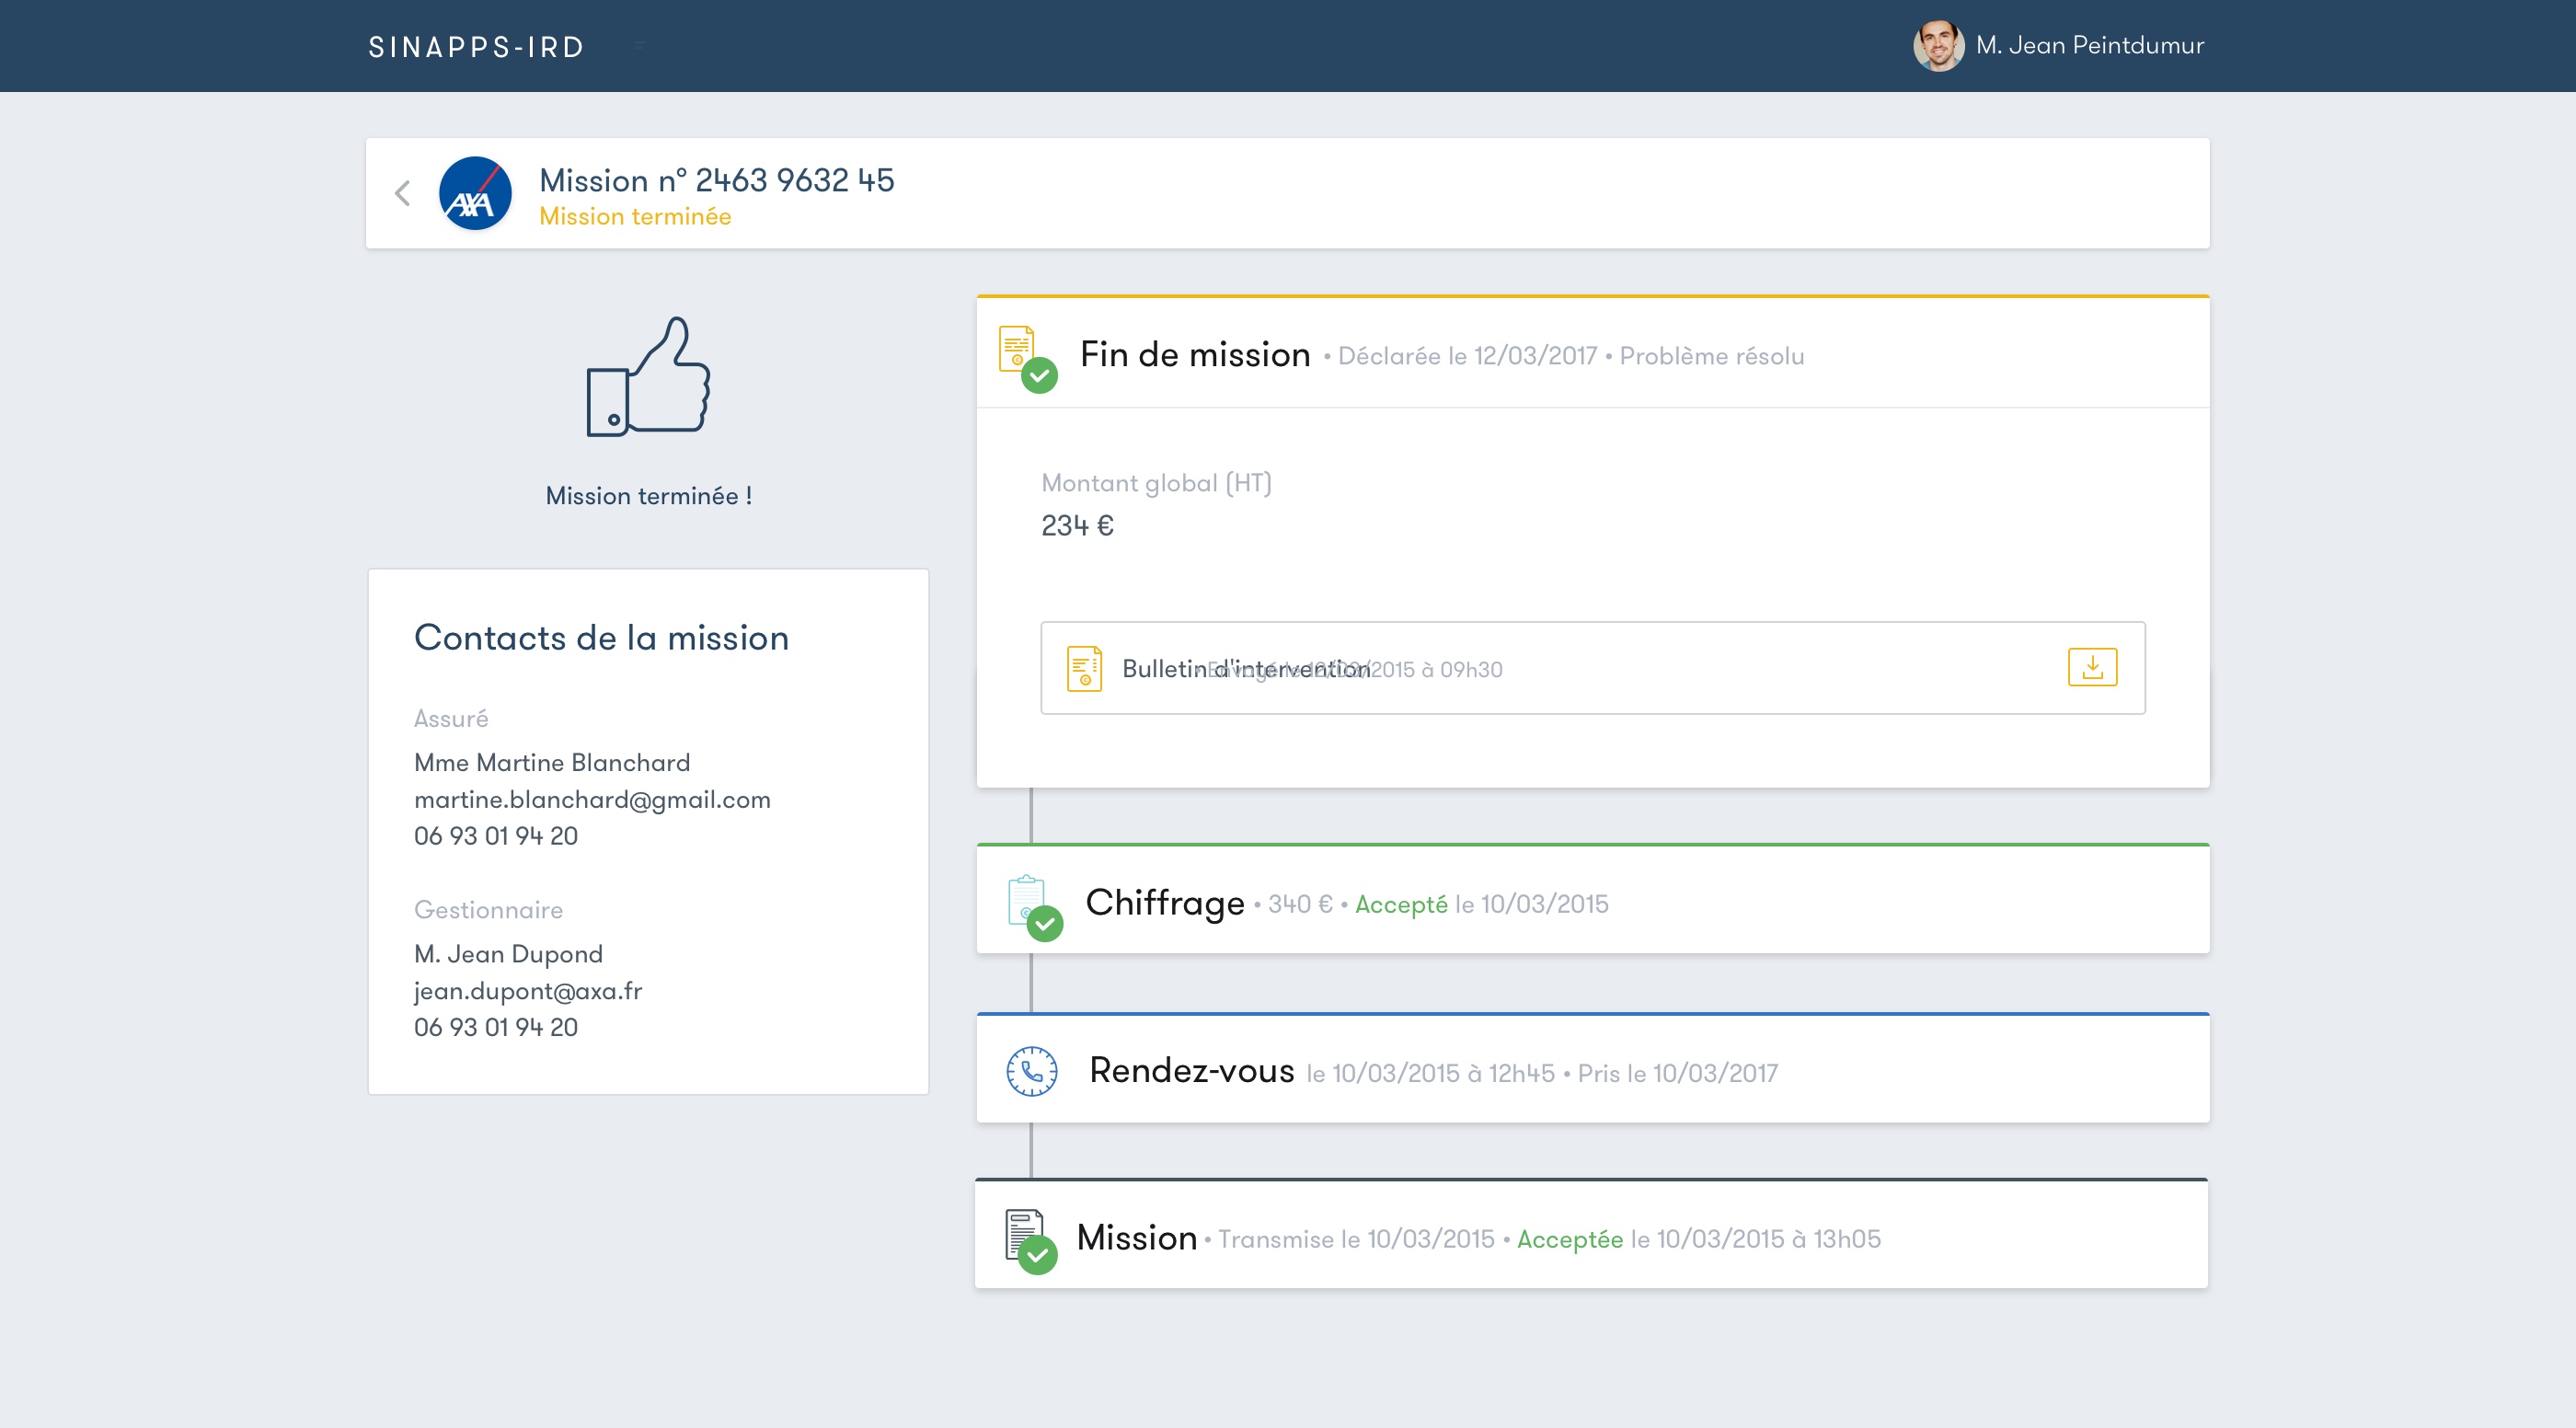 SINAPPS-IRD
M. Jean Peintdumur
AXA
Mission n° 2463 9632 45
Mission terminée
Mission terminée !
Contacts de la mission
Assuré
Mme Martine Blanchard
martine.blanchard@gmail.com
06 93 01 94 20
Gestionnaire
M. Jean Dupond
jean.dupont@axa.fr
06 93 01 94 20
Fin de mission • Déclarée le 12/03/2017 • Problème résolu
Montant global (HT)
234 €
Bulletin d'intervention • Envoyé le 12/03/2015 à 09h30
Chiffrage • 340 € • Accepté le 10/03/2015
Rendez-vous le 10/03/2015 à 12h45 • Pris le 10/03/2017
Mission • Transmise le 10/03/2015 • Acceptée le 10/03/2015 à 13h05